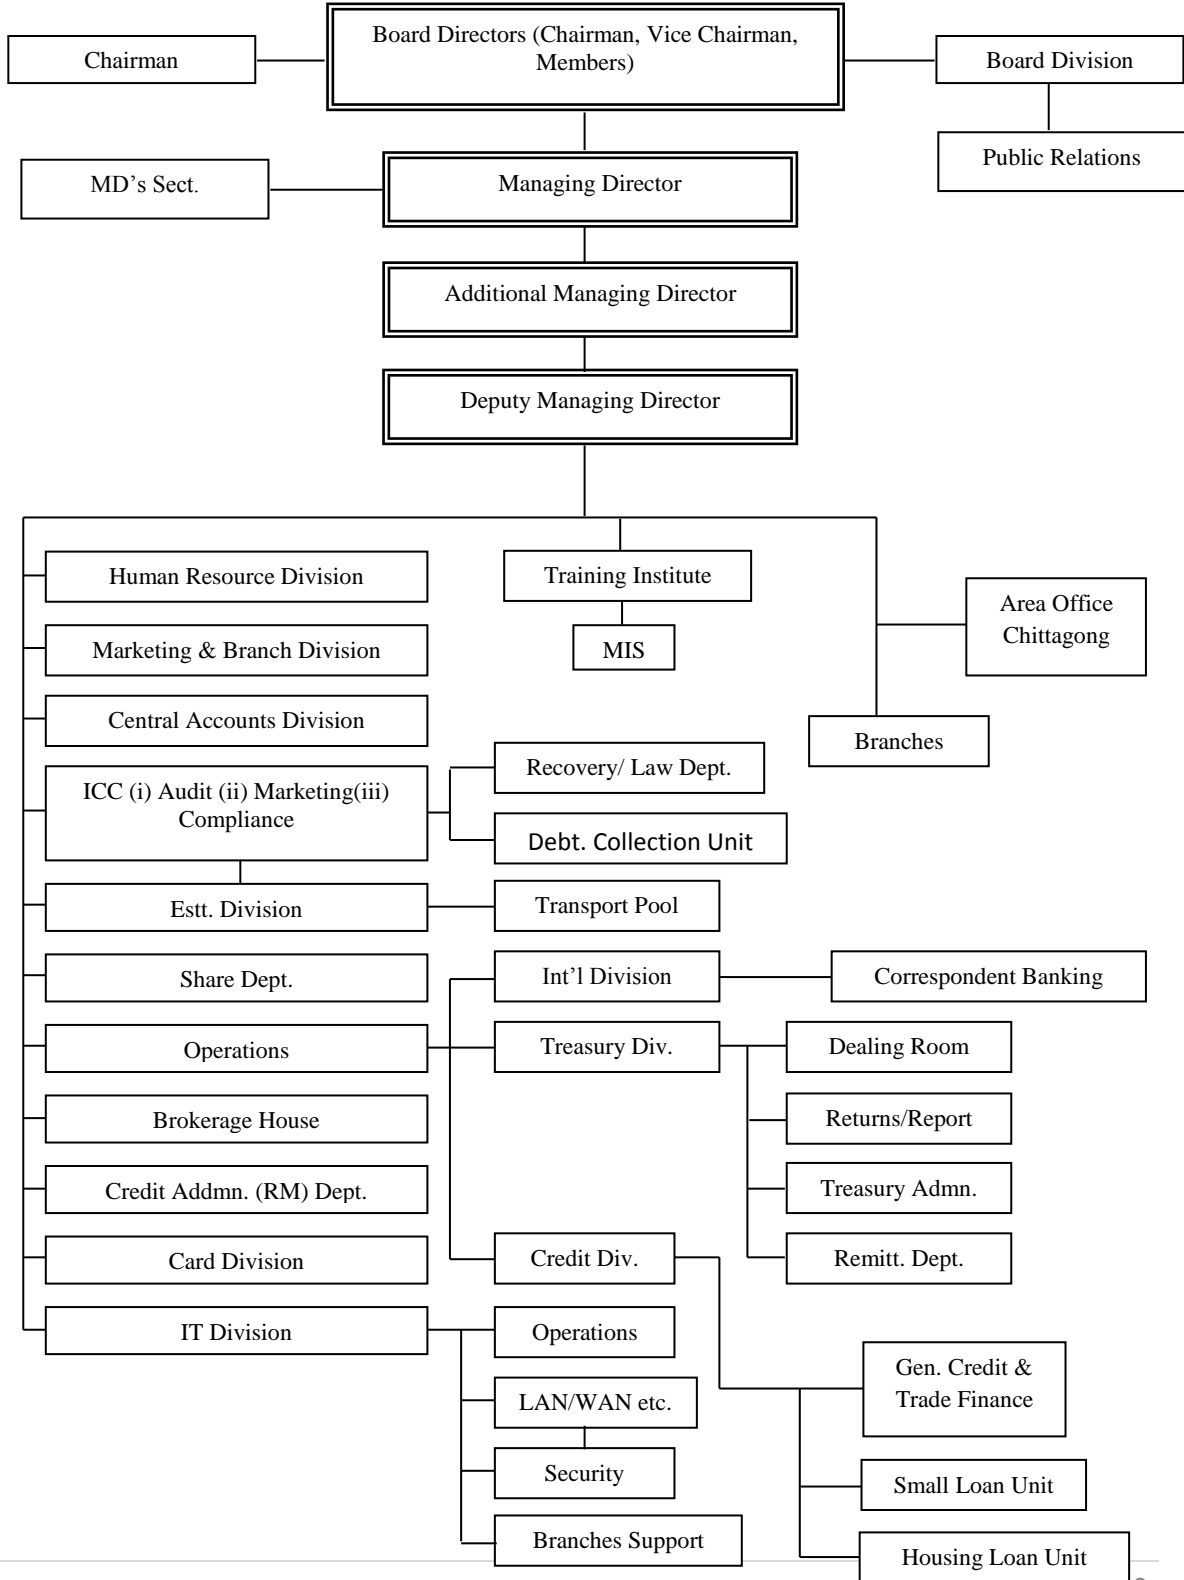 Board Directors (Chairman, Vice Chairman,
Members)
Chairman
Board Division
Public Relations
MD’s Sect.
Managing Director
Additional Managing Director
Deputy Managing Director
Human Resource Division
Training Institute
Area Office
Chittagong
Marketing & Branch Division
MIS
Central Accounts Division
Branches
ICC (i) Audit (ii) Marketing(iii)
Compliance
Recovery/ Law Dept.
Debt. Collection Unit
Estt. Division
Transport Pool
Share Dept.
Int’l Division
Correspondent Banking
Operations
Treasury Div.
Dealing Room
Brokerage House
Returns/Report
Credit Addmn. (RM) Dept.
Treasury Admn.
Card Division
Credit Div.
Remitt. Dept.
IT Division
Operations
Gen. Credit &
Trade Finance
LAN/WAN etc.
Security
Small Loan Unit
Branches Support
Housing Loan Unit